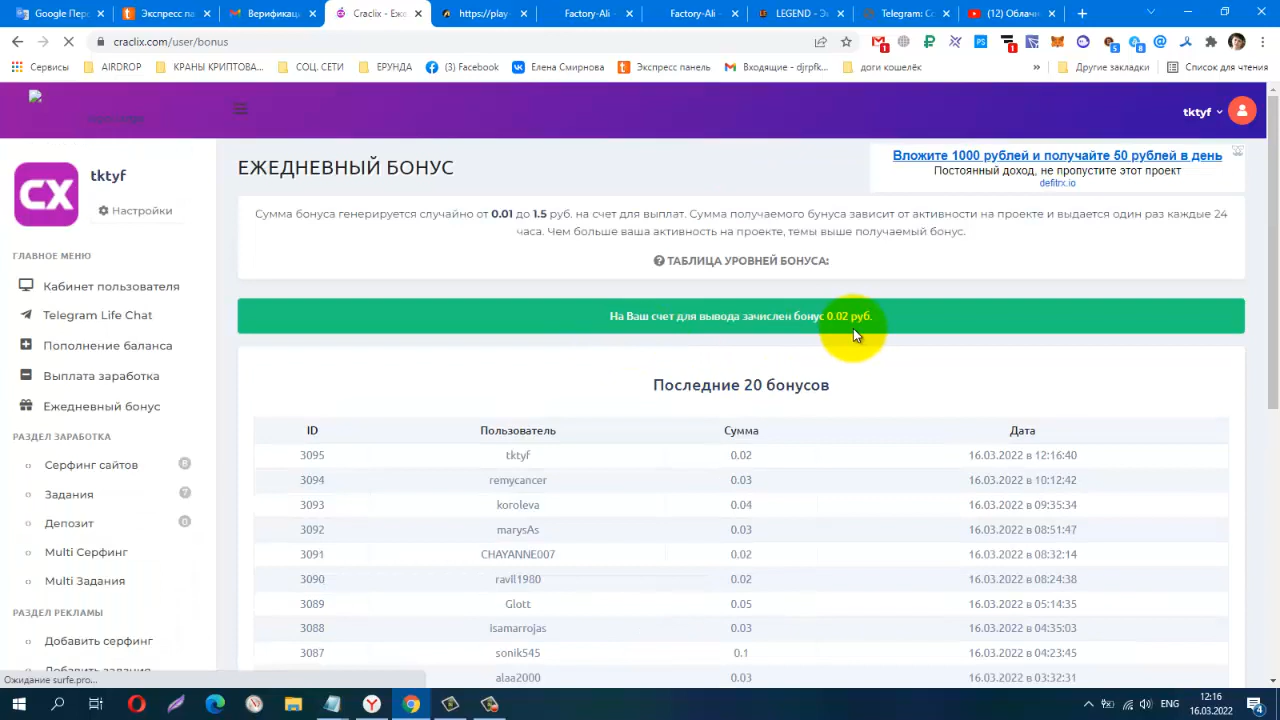 Экспресс па
Верификац
Craclix - Еже
https://play-
Factory-Ali -
Factory-Ali -
LEGEND - Эк
Telegram: Co
(12) Облачн
craclix.com/user/bonus
Сервисы
AIRDROP
КРАНЫ КРИПТОВА...
СОЦ. СЕТИ
ЕРУНДА
(3) Facebook
Елена Смирнова
Экспресс панель
Входящие - djrpfk...
доги кошелёк
»
Другие закладки
Список для чтения
tktyf
CX
tktyf
Настройки
ГЛАВНОЕ МЕНЮ
Кабинет пользователя
Telegram Life Chat
Пополнение баланса
Выплата заработка
Ежедневный бонус
РАЗДЕЛ ЗАРАБОТКА
Серфинг сайтов 8
Задания 7
Депозит 0
Multi Серфинг
Multi Задания
РАЗДЕЛ РЕКЛАМЫ
Добавить серфинг
Добавить задания
ЕЖЕДНЕВНЫЙ БОНУС
Вложите 1000 рублей и получайте 50 рублей в день
Постоянный доход, не пропустите этот проект
defitrx.io
Сумма бонуса генерируется случайно от 0.01 до 1.5 руб. на счет для выплат. Сумма получаемого бунуса зависит от активности на проекте и выдается один раз каждые 24
часа. Чем больше ваша активность на проекте, темы выше получаемый бонус.
ТАБЛИЦА УРОВНЕЙ БОНУСА:
На Ваш счет для вывода зачислен бонус 0.02 руб.
Последние 20 бонусов
ID Пользователь Сумма Дата
3095 tktyf 0.02 16.03.2022 в 12:16:40
3094 remycancer 0.03 16.03.2022 в 10:12:42
3093 koroleva 0.04 16.03.2022 в 09:35:34
3092 marysAs 0.03 16.03.2022 в 08:51:47
3091 CHAYANNE007 0.02 16.03.2022 в 08:32:14
3090 ravil1980 0.02 16.03.2022 в 08:24:38
3089 Glott 0.05 16.03.2022 в 05:14:35
3088 Isamarrojas 0.03 16.03.2022 в 04:35:03
3087 sonik545 0.1 16.03.2022 в 04:23:45
alaa2000 0.03 16.03.2022 в 03:32:31
Ожидание surfe.pro...
ENG
12:16
16.03.2022